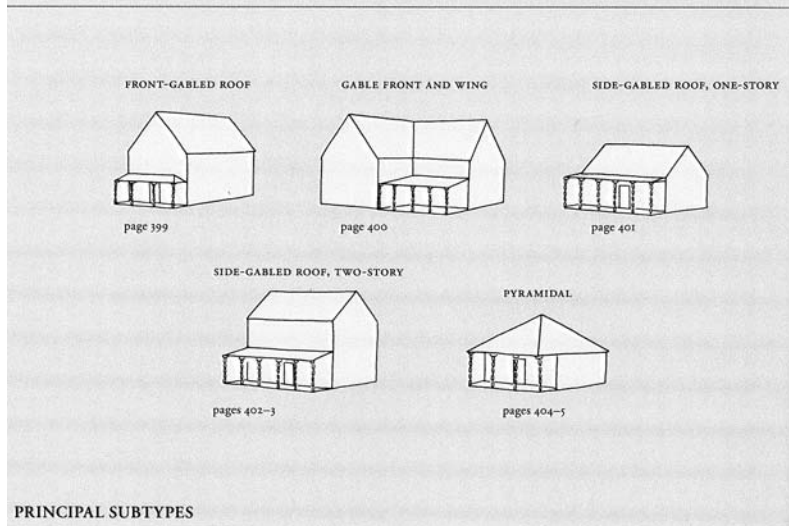 FRONT-GABLED ROOF
GABLE FRONT AND WING
SIDE-GABLED ROOF, ONE-STORY
page 399
page 400
page 401
SIDE-GABLED ROOF, TWO-STORY
PYRAMIDAL
pages 402–3
pages 404–5
PRINCIPAL SUBTYPES